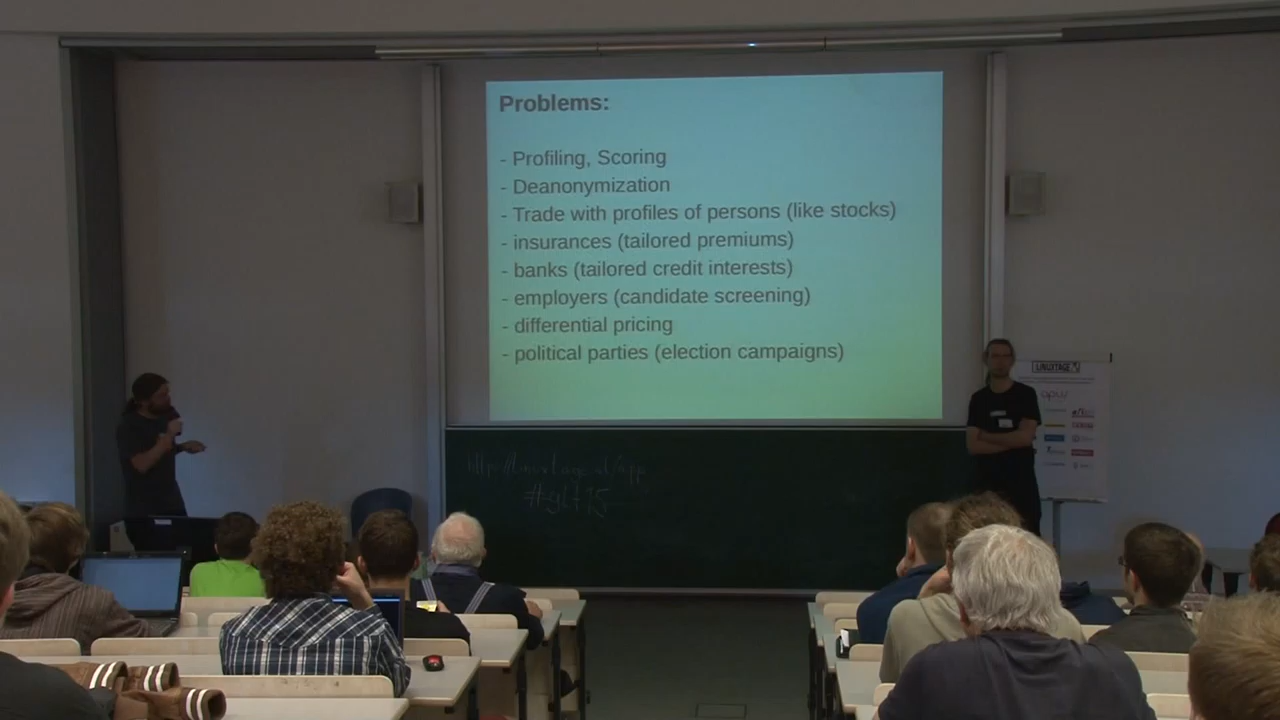 Problems:
- Profiling, Scoring
- Deanonymization
- Trade with profiles of persons (like stocks)
- insurances (tailored premiums)
- banks (tailored credit interests)
- employers (candidate screening)
- differential pricing
- political parties (election campaigns)
LINUXTAGE
#glt15